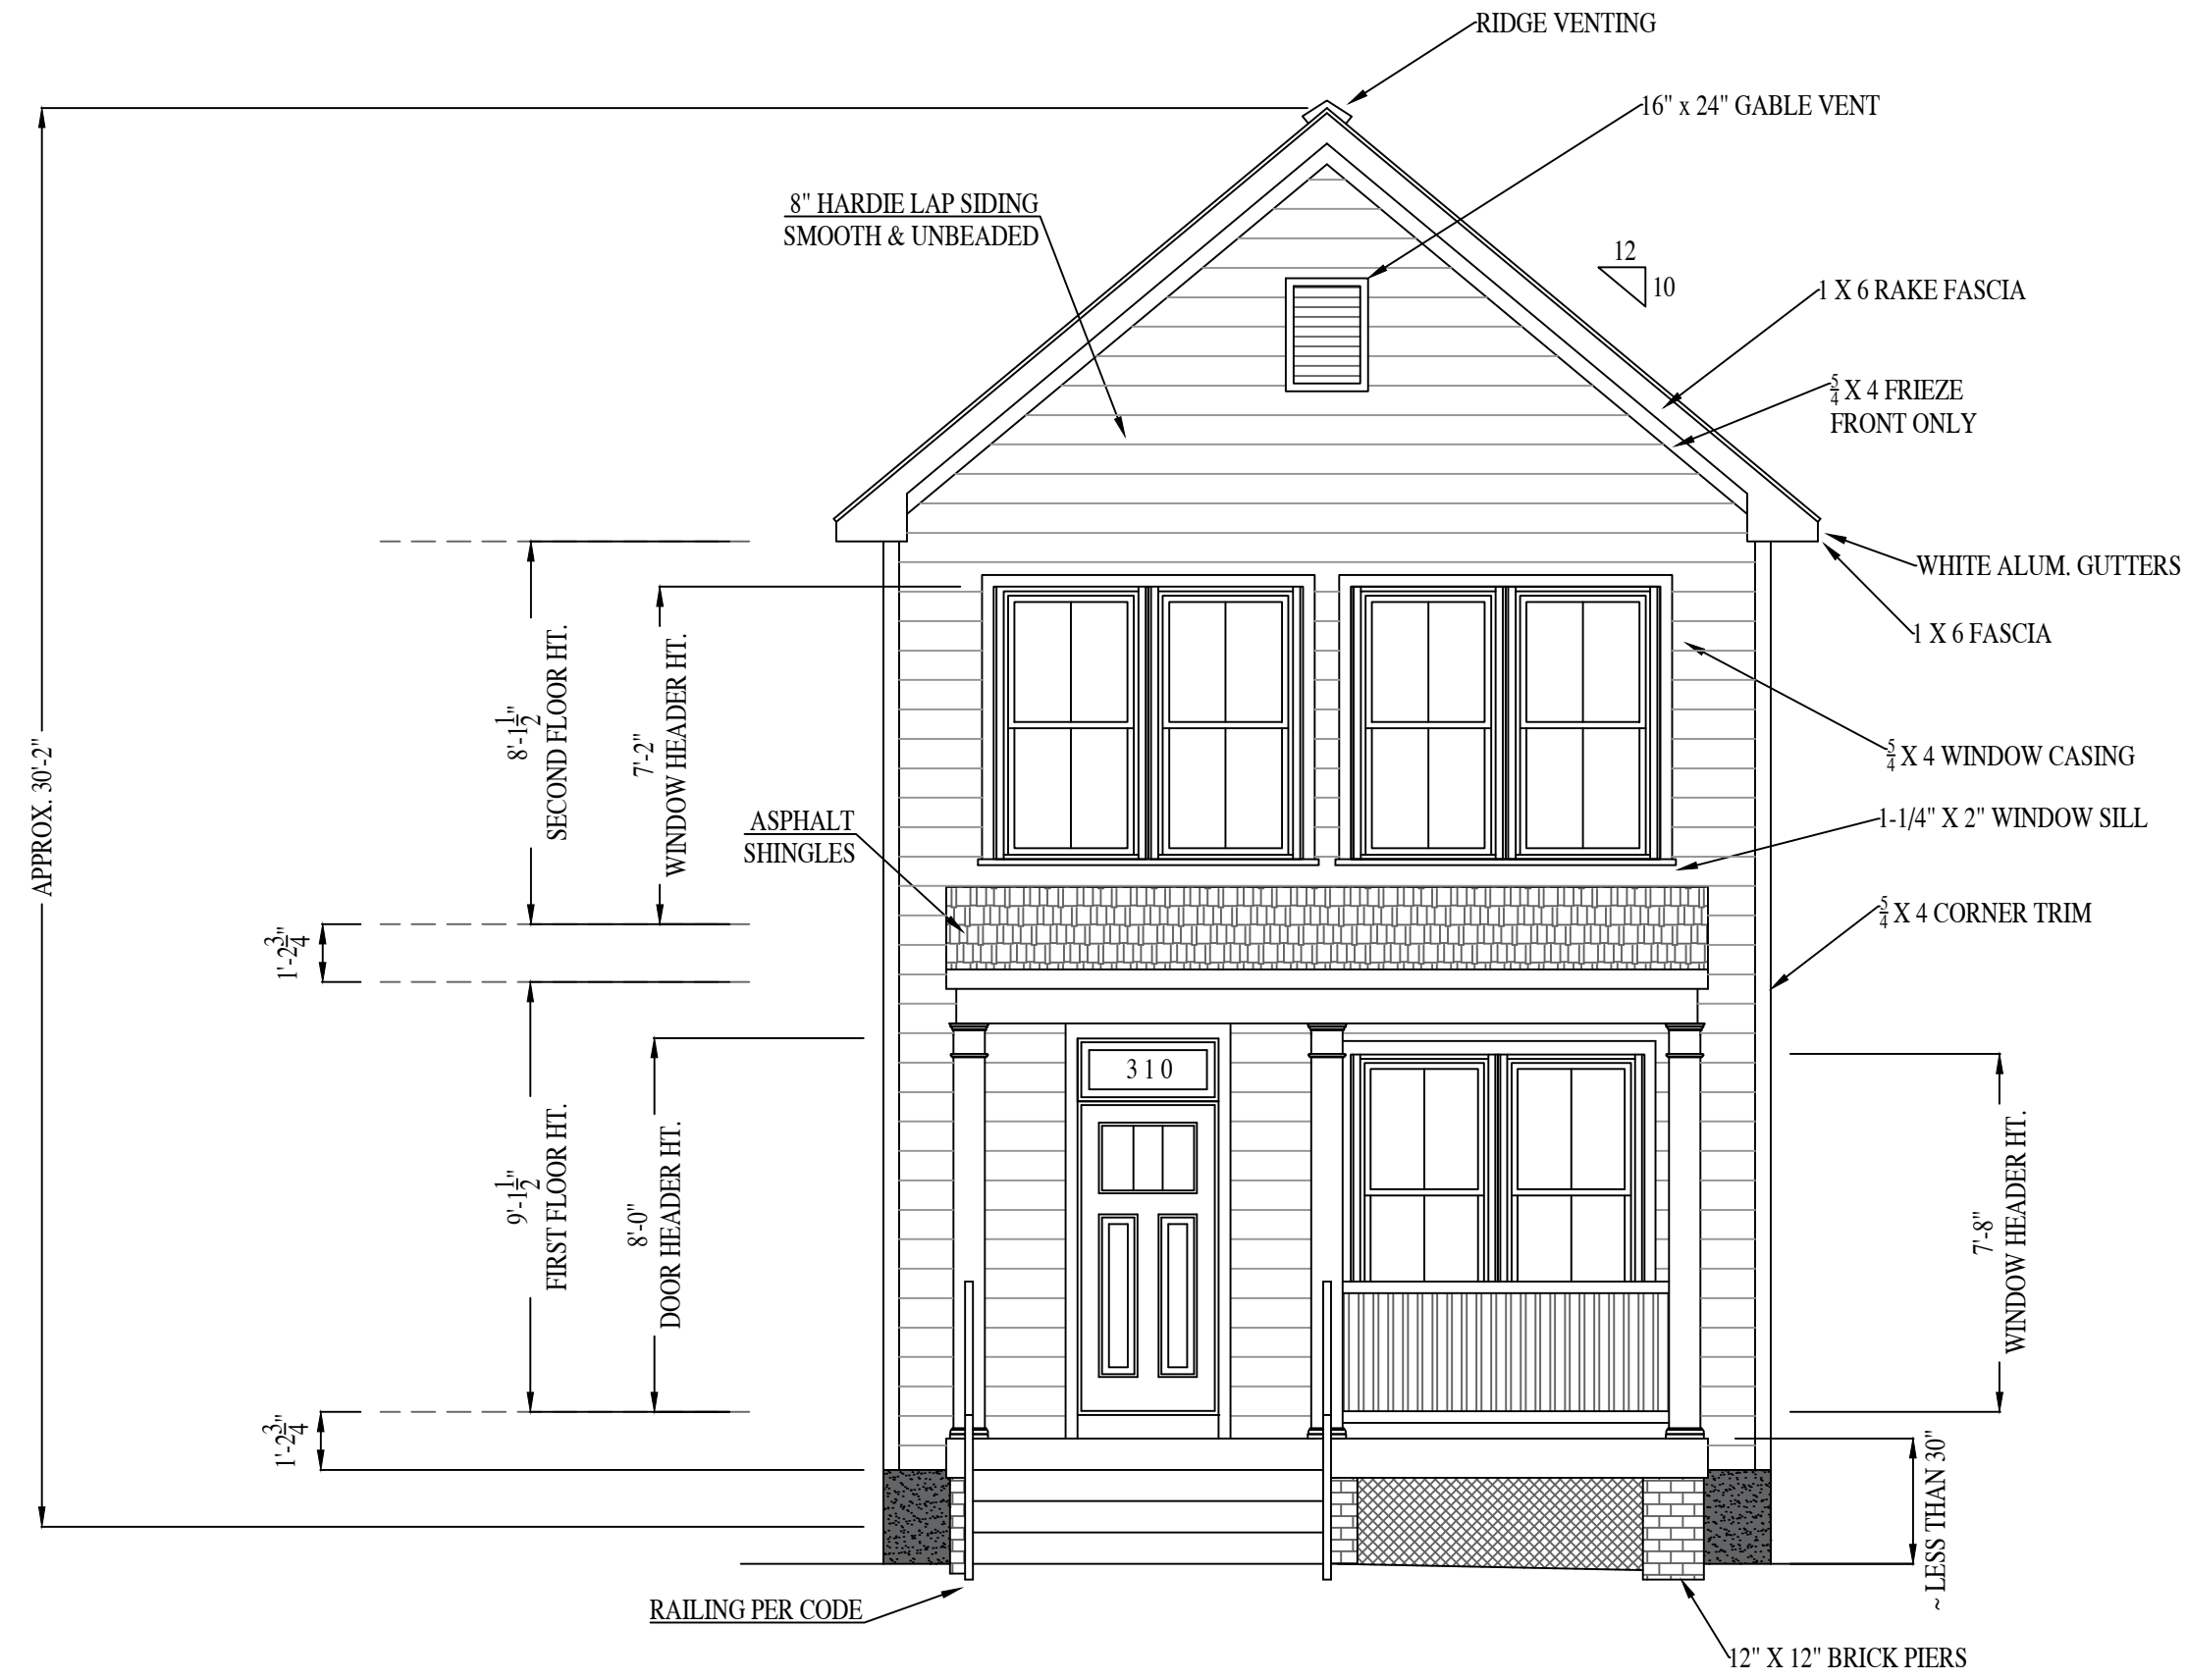 RIDGE VENTING
16" x 24" GABLE VENT
8" HARDIE LAP SIDING
SMOOTH & UNBEADED
12
10
1 X 6 RAKE FASCIA
5/4 X 4 FRIEZE
FRONT ONLY
WHITE ALUM. GUTTERS
1 X 6 FASCIA
8'-1 1/2"
SECOND FLOOR HT.
7'-2"
WINDOW HEADER HT.
APPROX. 30'-2"
5/4 X 4 WINDOW CASING
1-1/4" X 2" WINDOW SILL
ASPHALT
SHINGLES
5/4 X 4 CORNER TRIM
1'-2 3/4"
310
9'-1 1/2"
FIRST FLOOR HT.
8'-0"
DOOR HEADER HT.
7'-8"
WINDOW HEADER HT.
1'-2 3/4"
~ LESS THAN 30"
RAILING PER CODE
12" X 12" BRICK PIERS